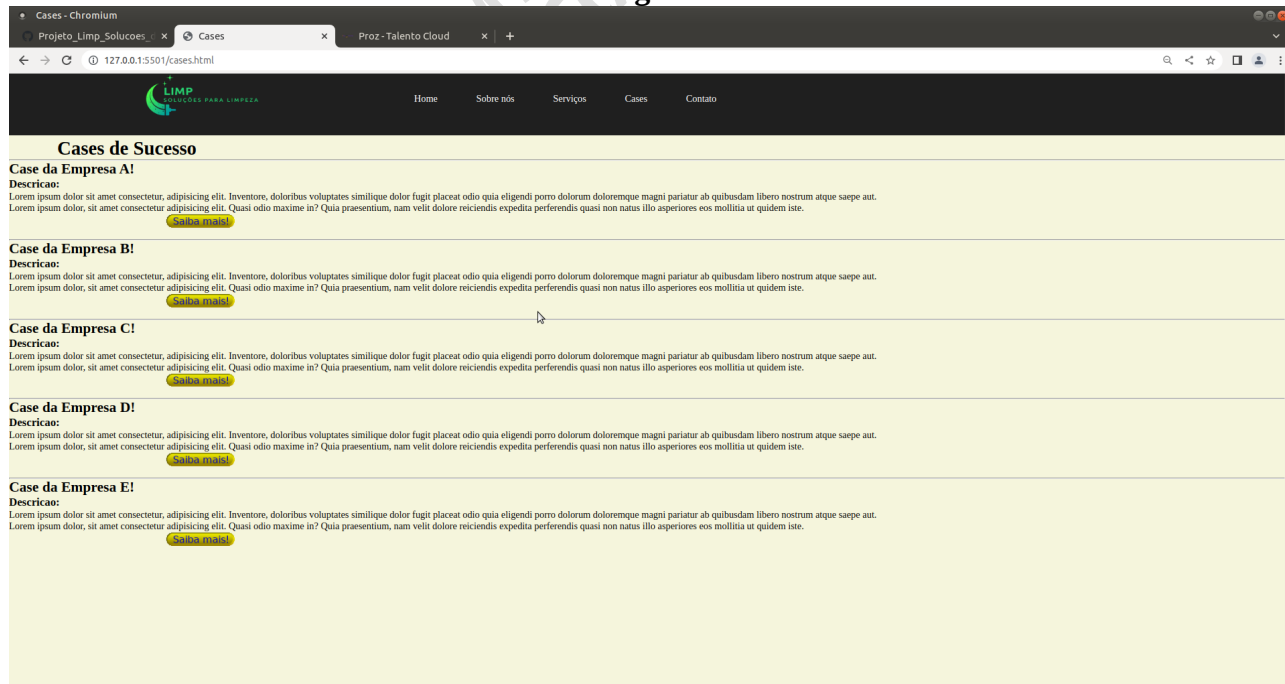 Cases - Chromium
Projeto_Limp_Solucoes_
Cases
Proz - Talento Cloud
127.0.0.1:5501/cases.html
LIMP
SOLUÇÕES PARA LIMPEZA
Home Sobre nós Serviços Cases Contato
Cases de Sucesso
Case da Empresa A!
Descricao:
Lorem ipsum dolor sit amet consectetur, adipisicing elit. Inventore, doloribus voluptates similique dolor fugit placeat odio quia eligendi porro dolorum doloremque magni pariatur ab quibusdam libero nostrum atque saepe aut.
Lorem ipsum dolor, sit amet consectetur adipisicing elit. Quasi odio maxime in? Quia praesentium, nam velit dolore reiciendis expedita perferendis quasi non natus illo asperiores eos mollitia ut quidem iste.
Saiba mais!
Case da Empresa B!
Descricao:
Lorem ipsum dolor sit amet consectetur, adipisicing elit. Inventore, doloribus voluptates similique dolor fugit placeat odio quia eligendi porro dolorum doloremque magni pariatur ab quibusdam libero nostrum atque saepe aut.
Lorem ipsum dolor, sit amet consectetur adipisicing elit. Quasi odio maxime in? Quia praesentium, nam velit dolore reiciendis expedita perferendis quasi non natus illo asperiores eos mollitia ut quidem iste.
Saiba mais!
Case da Empresa C!
Descricao:
Lorem ipsum dolor sit amet consectetur, adipisicing elit. Inventore, doloribus voluptates similique dolor fugit placeat odio quia eligendi porro dolorum doloremque magni pariatur ab quibusdam libero nostrum atque saepe aut.
Lorem ipsum dolor, sit amet consectetur adipisicing elit. Quasi odio maxime in? Quia praesentium, nam velit dolore reiciendis expedita perferendis quasi non natus illo asperiores eos mollitia ut quidem iste.
Saiba mais!
Case da Empresa D!
Descricao:
Lorem ipsum dolor sit amet consectetur, adipisicing elit. Inventore, doloribus voluptates similique dolor fugit placeat odio quia eligendi porro dolorum doloremque magni pariatur ab quibusdam libero nostrum atque saepe aut.
Lorem ipsum dolor, sit amet consectetur adipisicing elit. Quasi odio maxime in? Quia praesentium, nam velit dolore reiciendis expedita perferendis quasi non natus illo asperiores eos mollitia ut quidem iste.
Saiba mais!
Case da Empresa E!
Descricao:
Lorem ipsum dolor sit amet consectetur, adipisicing elit. Inventore, doloribus voluptates similique dolor fugit placeat odio quia eligendi porro dolorum doloremque magni pariatur ab quibusdam libero nostrum atque saepe aut.
Lorem ipsum dolor, sit amet consectetur adipisicing elit. Quasi odio maxime in? Quia praesentium, nam velit dolore reiciendis expedita perferendis quasi non natus illo asperiores eos mollitia ut quidem iste.
Saiba mais!